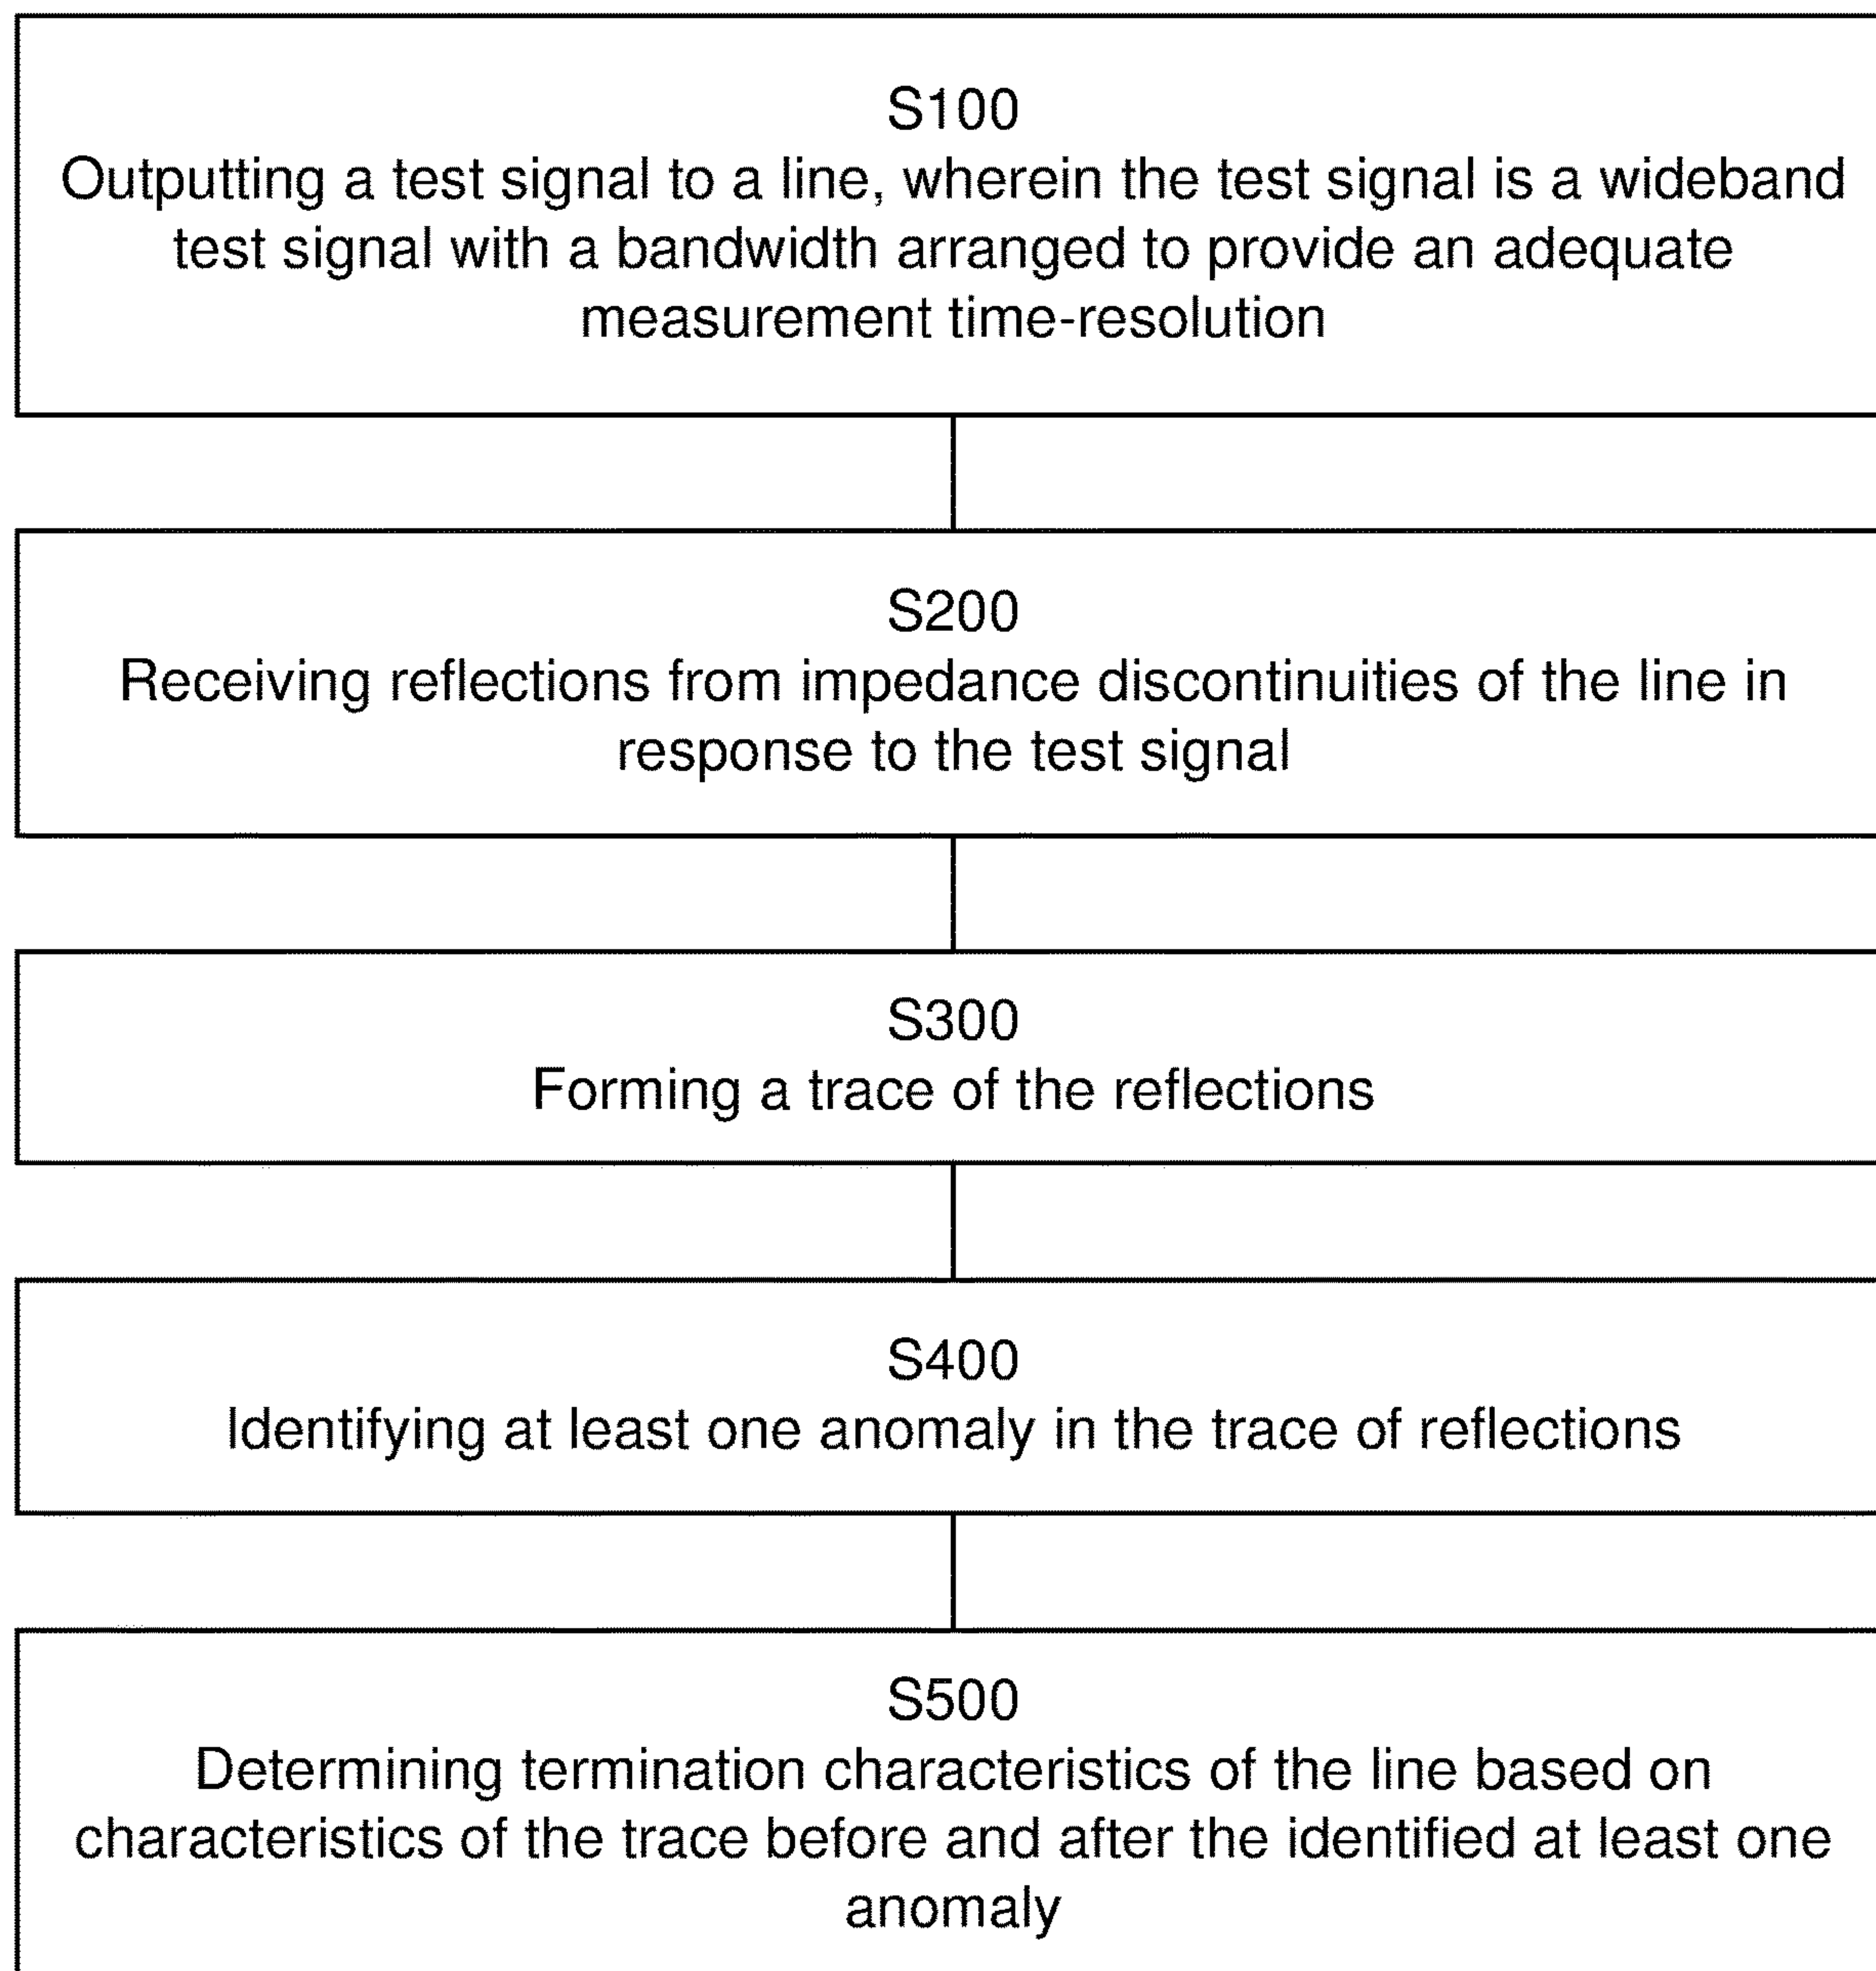 S100
Outputting a test signal to a line, wherein the test signal is a wideband
test signal with a bandwidth arranged to provide an adequate
measurement time-resolution
S200
Receiving reflections from impedance discontinuities of the line in
response to the test signal
S300
Forming a trace of the reflections
S400
Identifying at least one anomaly in the trace of reflections
S500
Determining termination characteristics of the line based on
characteristics of the trace before and after the identified at least one
anomaly